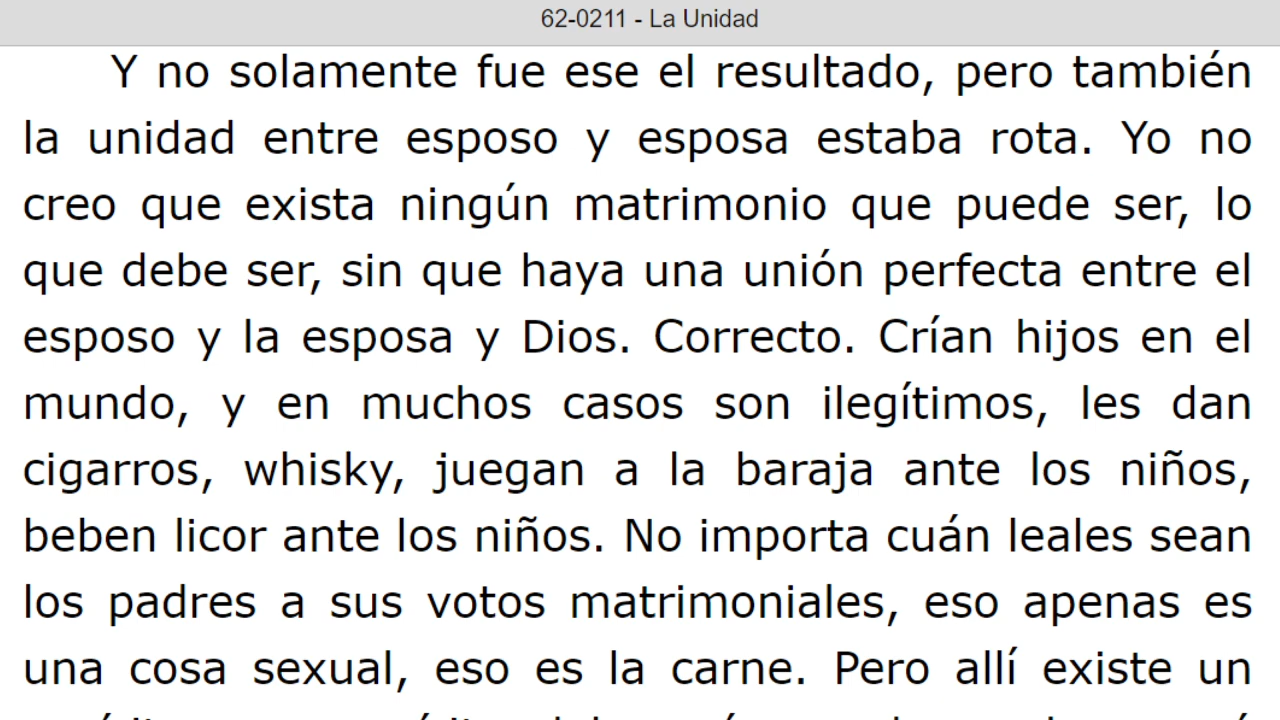 62-0211 - La Unidad
Y no solamente fue ese el resultado, pero también
la unidad entre esposo y esposa estaba rota. Yo no
creo que exista ningún matrimonio que puede ser, lo
que debe ser, sin que haya una unión perfecta entre el
esposo y la esposa y Dios. Correcto. Crían hijos en el
mundo, y en muchos casos son ilegítimos, les dan
cigarros, whisky, juegan a la baraja ante los niños,
beben licor ante los niños. No importa cuán leales sean
los padres a sus votos matrimoniales, eso apenas es
una cosa sexual, eso es la carne. Pero allí existe un